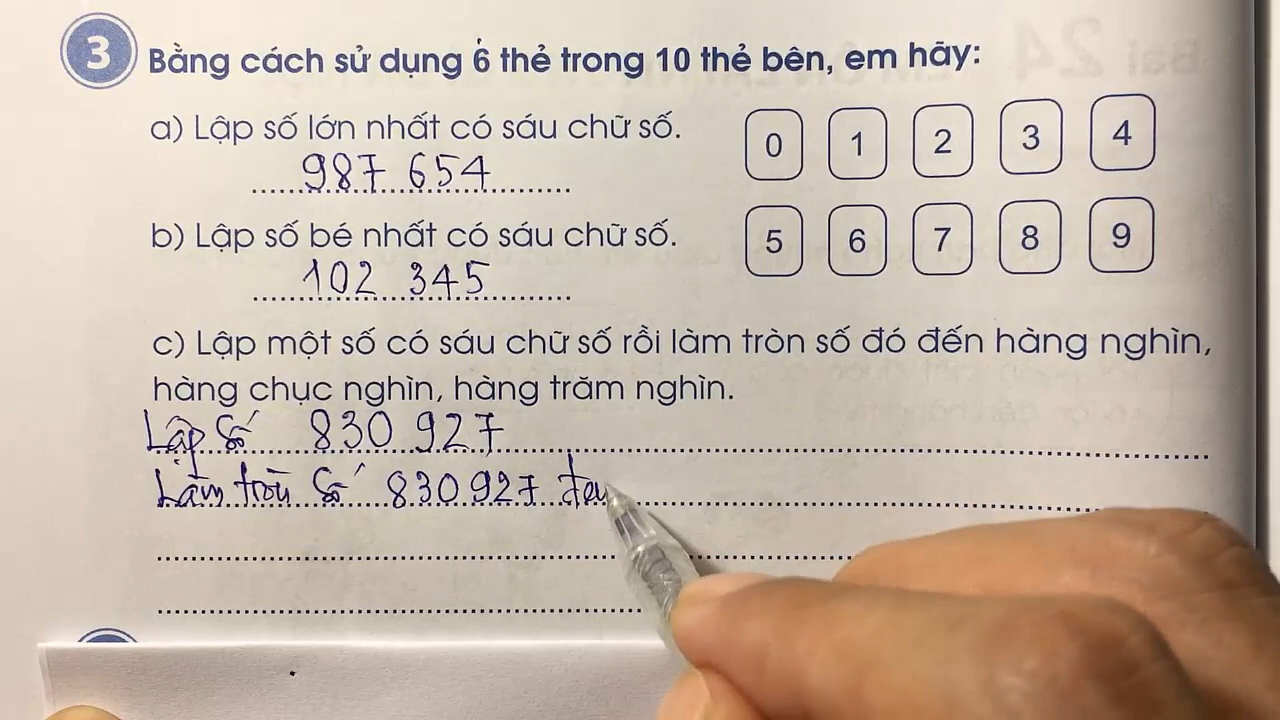 3 Bằng cách sử dụng 6 thẻ trong 10 thẻ bên, em hãy:
a) Lập số lớn nhất có sáu chữ số.
987 654
b) Lập số bé nhất có sáu chữ số.
102 345
0 1 2 3 4
5 6 7 8 9
c) Lập một số có sáu chữ số rồi làm tròn số đó đến hàng nghìn,
hàng chục nghìn, hàng trăm nghìn.
Lập số 830 927
Làm tròn số 830 927